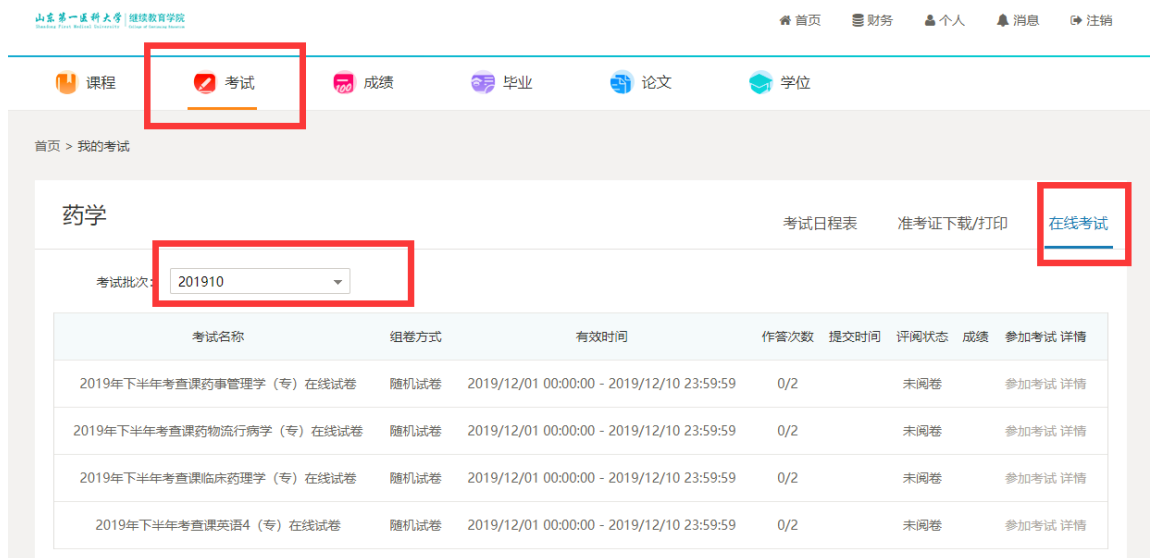 山东第一医科大学 继续教育学院
Shandong First Medical University College of Continuing Education
首页 财务 个人 消息 注销
课程 考试 成绩 毕业 论文 学位
首页 > 我的考试
药学 考试日程表 准考证下载/打印 在线考试
考试批次: 201910
考试名称 组卷方式 有效时间 作答次数 提交时间 评阅状态 成绩 参加考试 详情
2019年下半年考查课药事管理学（专）在线试卷 随机试卷 2019/12/01 00:00:00 - 2019/12/10 23:59:59 0/2 未阅卷 参加考试 详情
2019年下半年考查课药物流行病学（专）在线试卷 随机试卷 2019/12/01 00:00:00 - 2019/12/10 23:59:59 0/2 未阅卷 参加考试 详情
2019年下半年考查课临床药理学（专）在线试卷 随机试卷 2019/12/01 00:00:00 - 2019/12/10 23:59:59 0/2 未阅卷 参加考试 详情
2019年下半年考查课英语4（专）在线试卷 随机试卷 2019/12/01 00:00:00 - 2019/12/10 23:59:59 0/2 未阅卷 参加考试 详情